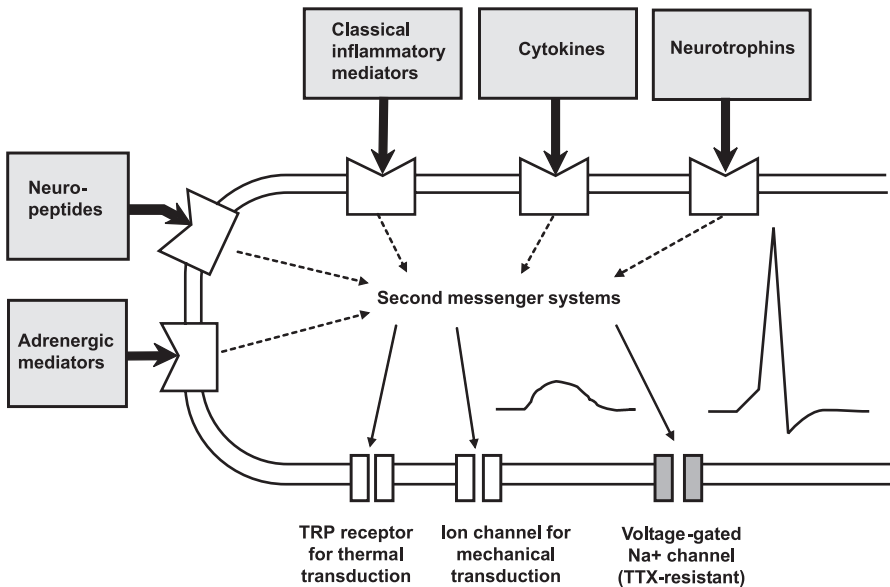 Classical
inflammatory
mediators
Cytokines
Neurotrophins
Neuro-
peptides
Adrenergic
mediators
Second messenger systems
TRP receptor
for thermal
transduction
Ion channel for
mechanical
transduction
Voltage-gated
Na+ channel
(TTX-resistant)